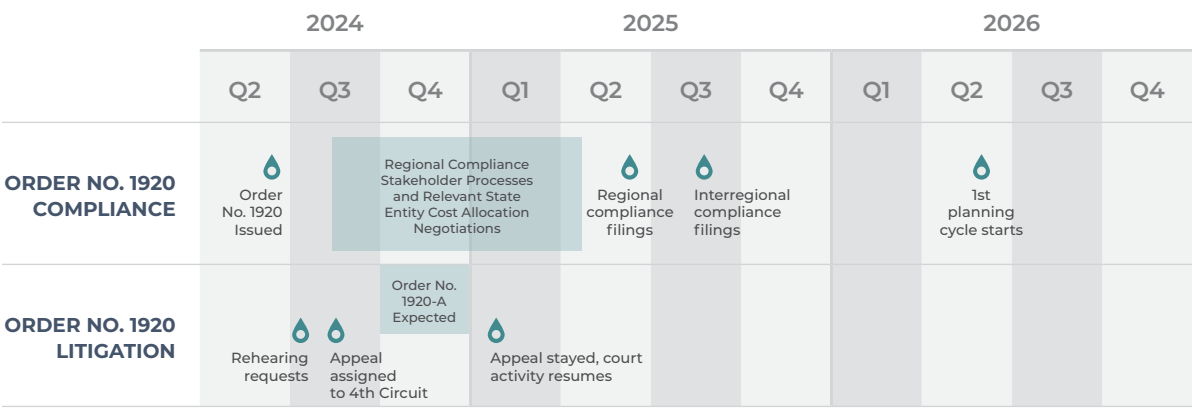 2024 2025 2026
Q2 Q3 Q4 Q1 Q2 Q3 Q4 Q1 Q2 Q3 Q4
ORDER NO. 1920
COMPLIANCE
Order
No. 1920
Issued
Regional Compliance
Stakeholder Processes
and Relevant State
Entity Cost Allocation
Negotiations
Regional
compliance
filings
Interregional
compliance
filings
1st
planning
cycle starts
ORDER NO. 1920
LITIGATION
Rehearing
requests
Appeal
assigned
to 4th Circuit
Order No.
1920-A
Expected
Appeal stayed, court
activity resumes